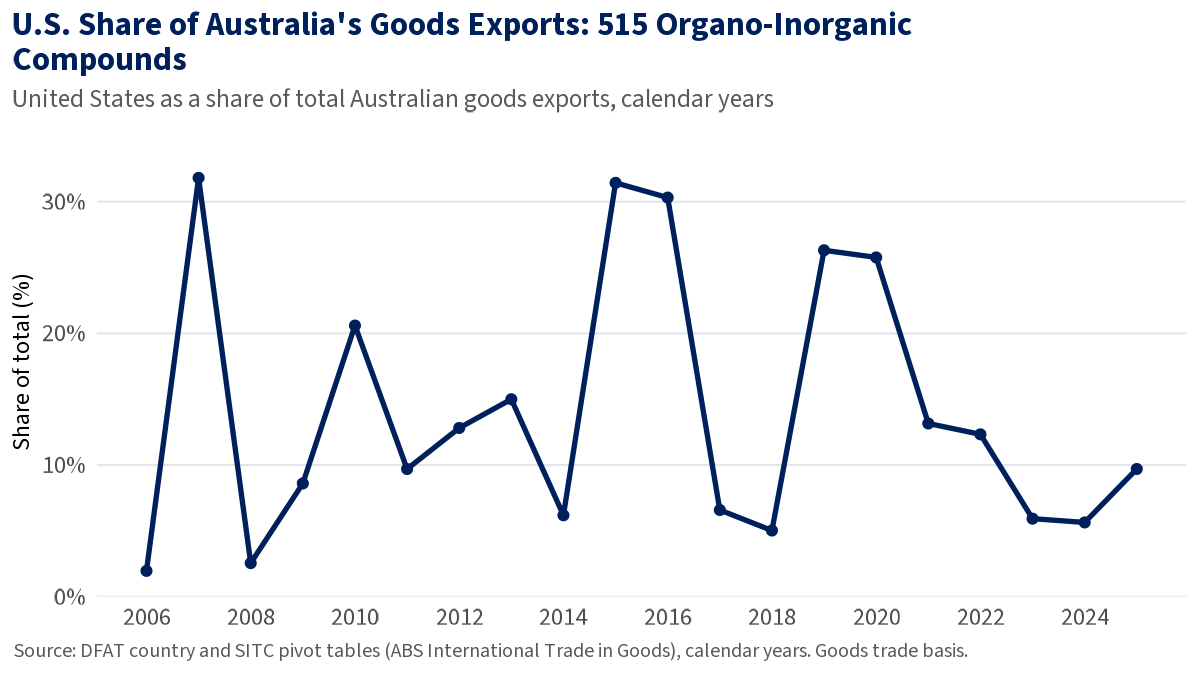 U.S. Share of Australia's Goods Exports: 515 Organo-Inorganic
Compounds
United States as a share of total Australian goods exports, calendar years
Share of total (%)
30%
20%
10%
0%
2006 2008 2010 2012 2014 2016 2018 2020 2022 2024
Source: DFAT country and SITC pivot tables (ABS International Trade in Goods), calendar years. Goods trade basis.